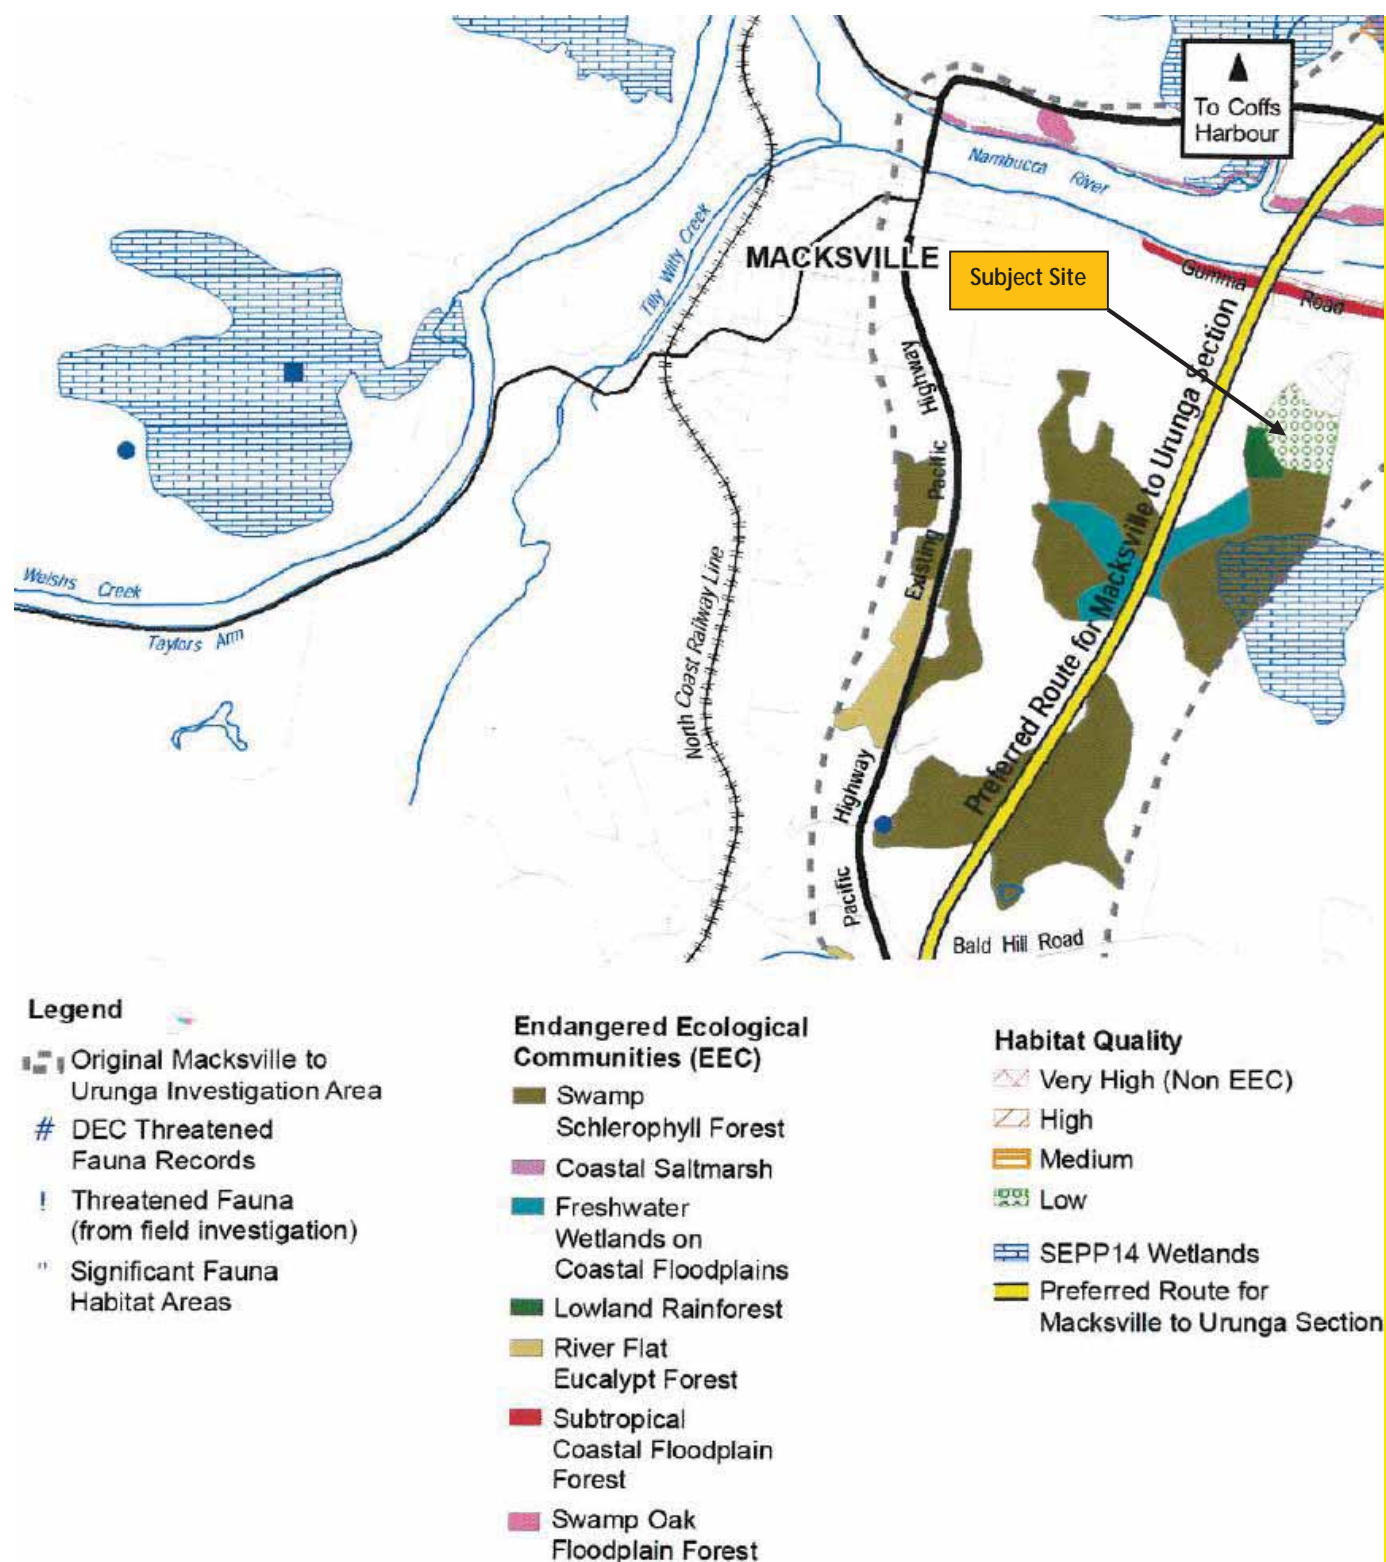 To Coffs
Harbour
Nambucca River
Tilly Willy Creek
MACKSVILLE
Subject Site
Gumma Road
Highway
Pacific
Existing
Preferred Route for Macksville to Urunga Section
North Coast Railway Line
Welshs Creek
Taylors Arm
Highway
Pacific
Bald Hill Road
Legend
Original Macksville to
Urunga Investigation Area
# DEC Threatened
Fauna Records
! Threatened Fauna
(from field investigation)
" Significant Fauna
Habitat Areas
Endangered Ecological
Communities (EEC)
Swamp
Schlerophyll Forest
Coastal Saltmarsh
Freshwater
Wetlands on
Coastal Floodplains
Lowland Rainforest
River Flat
Eucalypt Forest
Subtropical
Coastal Floodplain
Forest
Swamp Oak
Floodplain Forest
Habitat Quality
Very High (Non EEC)
High
Medium
Low
SEPP14 Wetlands
Preferred Route for
Macksville to Urunga Section